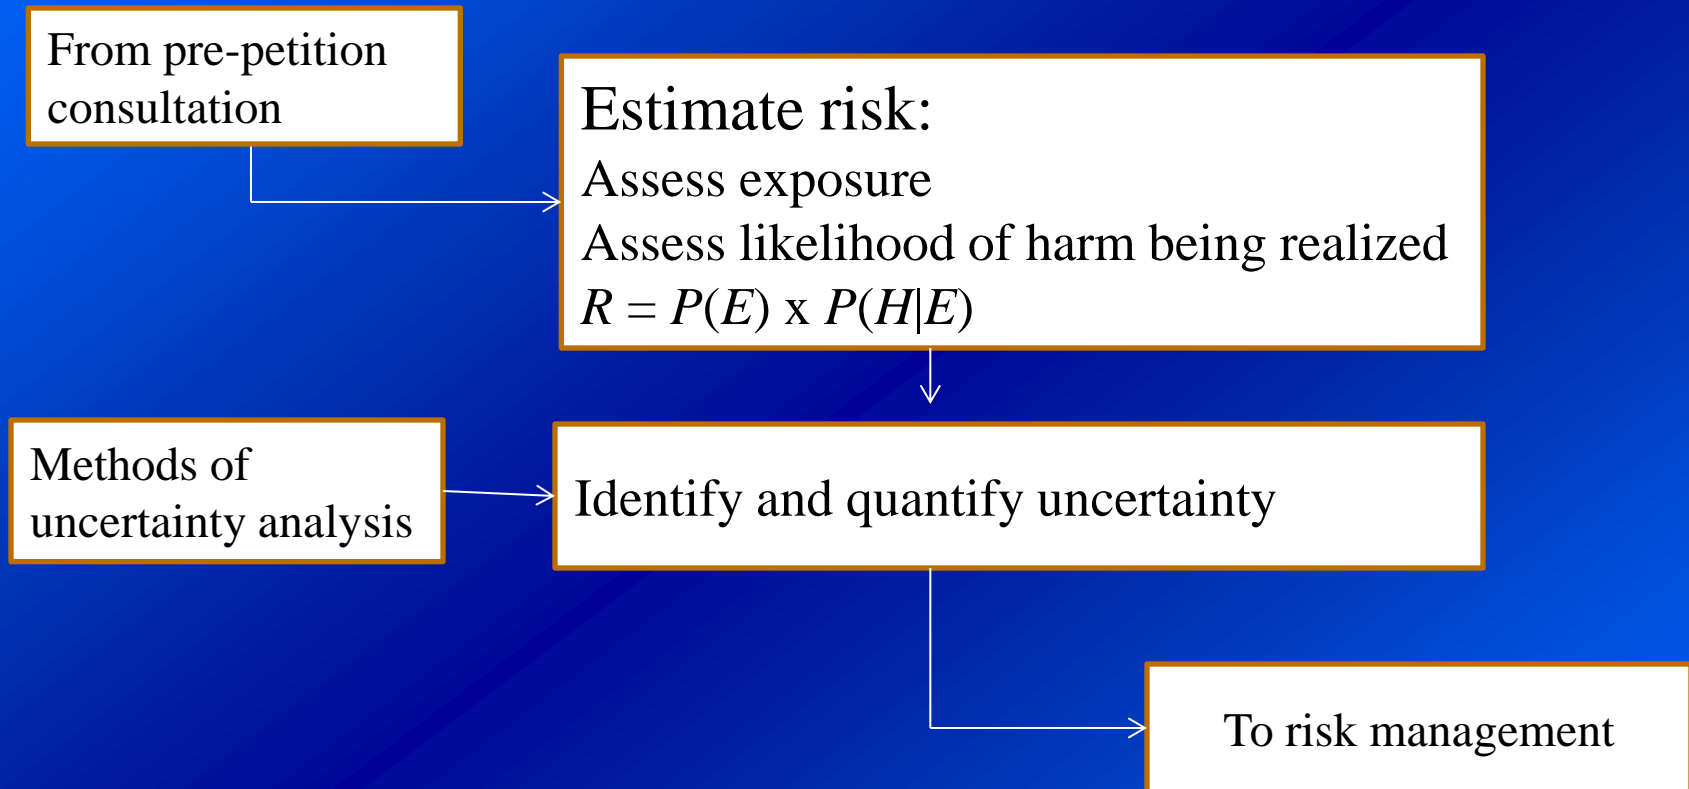 From pre-petition
consultation
Estimate risk:
Assess exposure
Assess likelihood of harm being realized
R = P(E) x P(H|E)
Methods of
uncertainty analysis
Identify and quantify uncertainty
To risk management